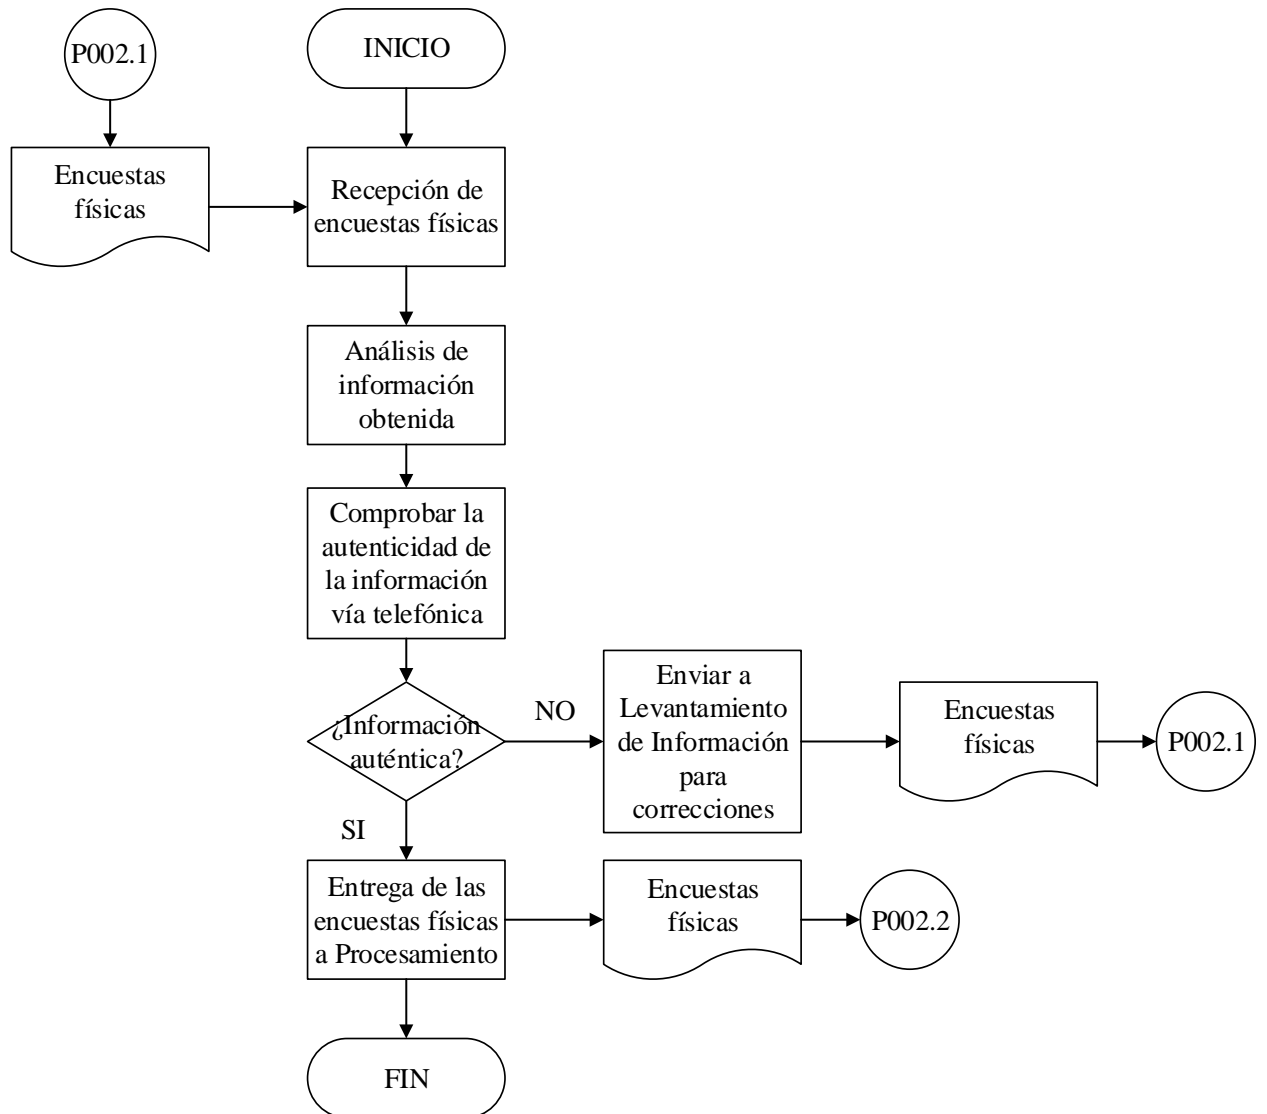 P002.1
INICIO
Encuestas
físicas
Recepción de
encuestas físicas
Análisis de
información
obtenida
Comprobar la
autenticidad de
la información
vía telefónica
¿Información
auténtica?
NO
Enviar a
Levantamiento
de Información
para
correcciones
Encuestas
físicas
P002.1
SI
Entrega de las
encuestas físicas
a Procesamiento
Encuestas
físicas
P002.2
FIN